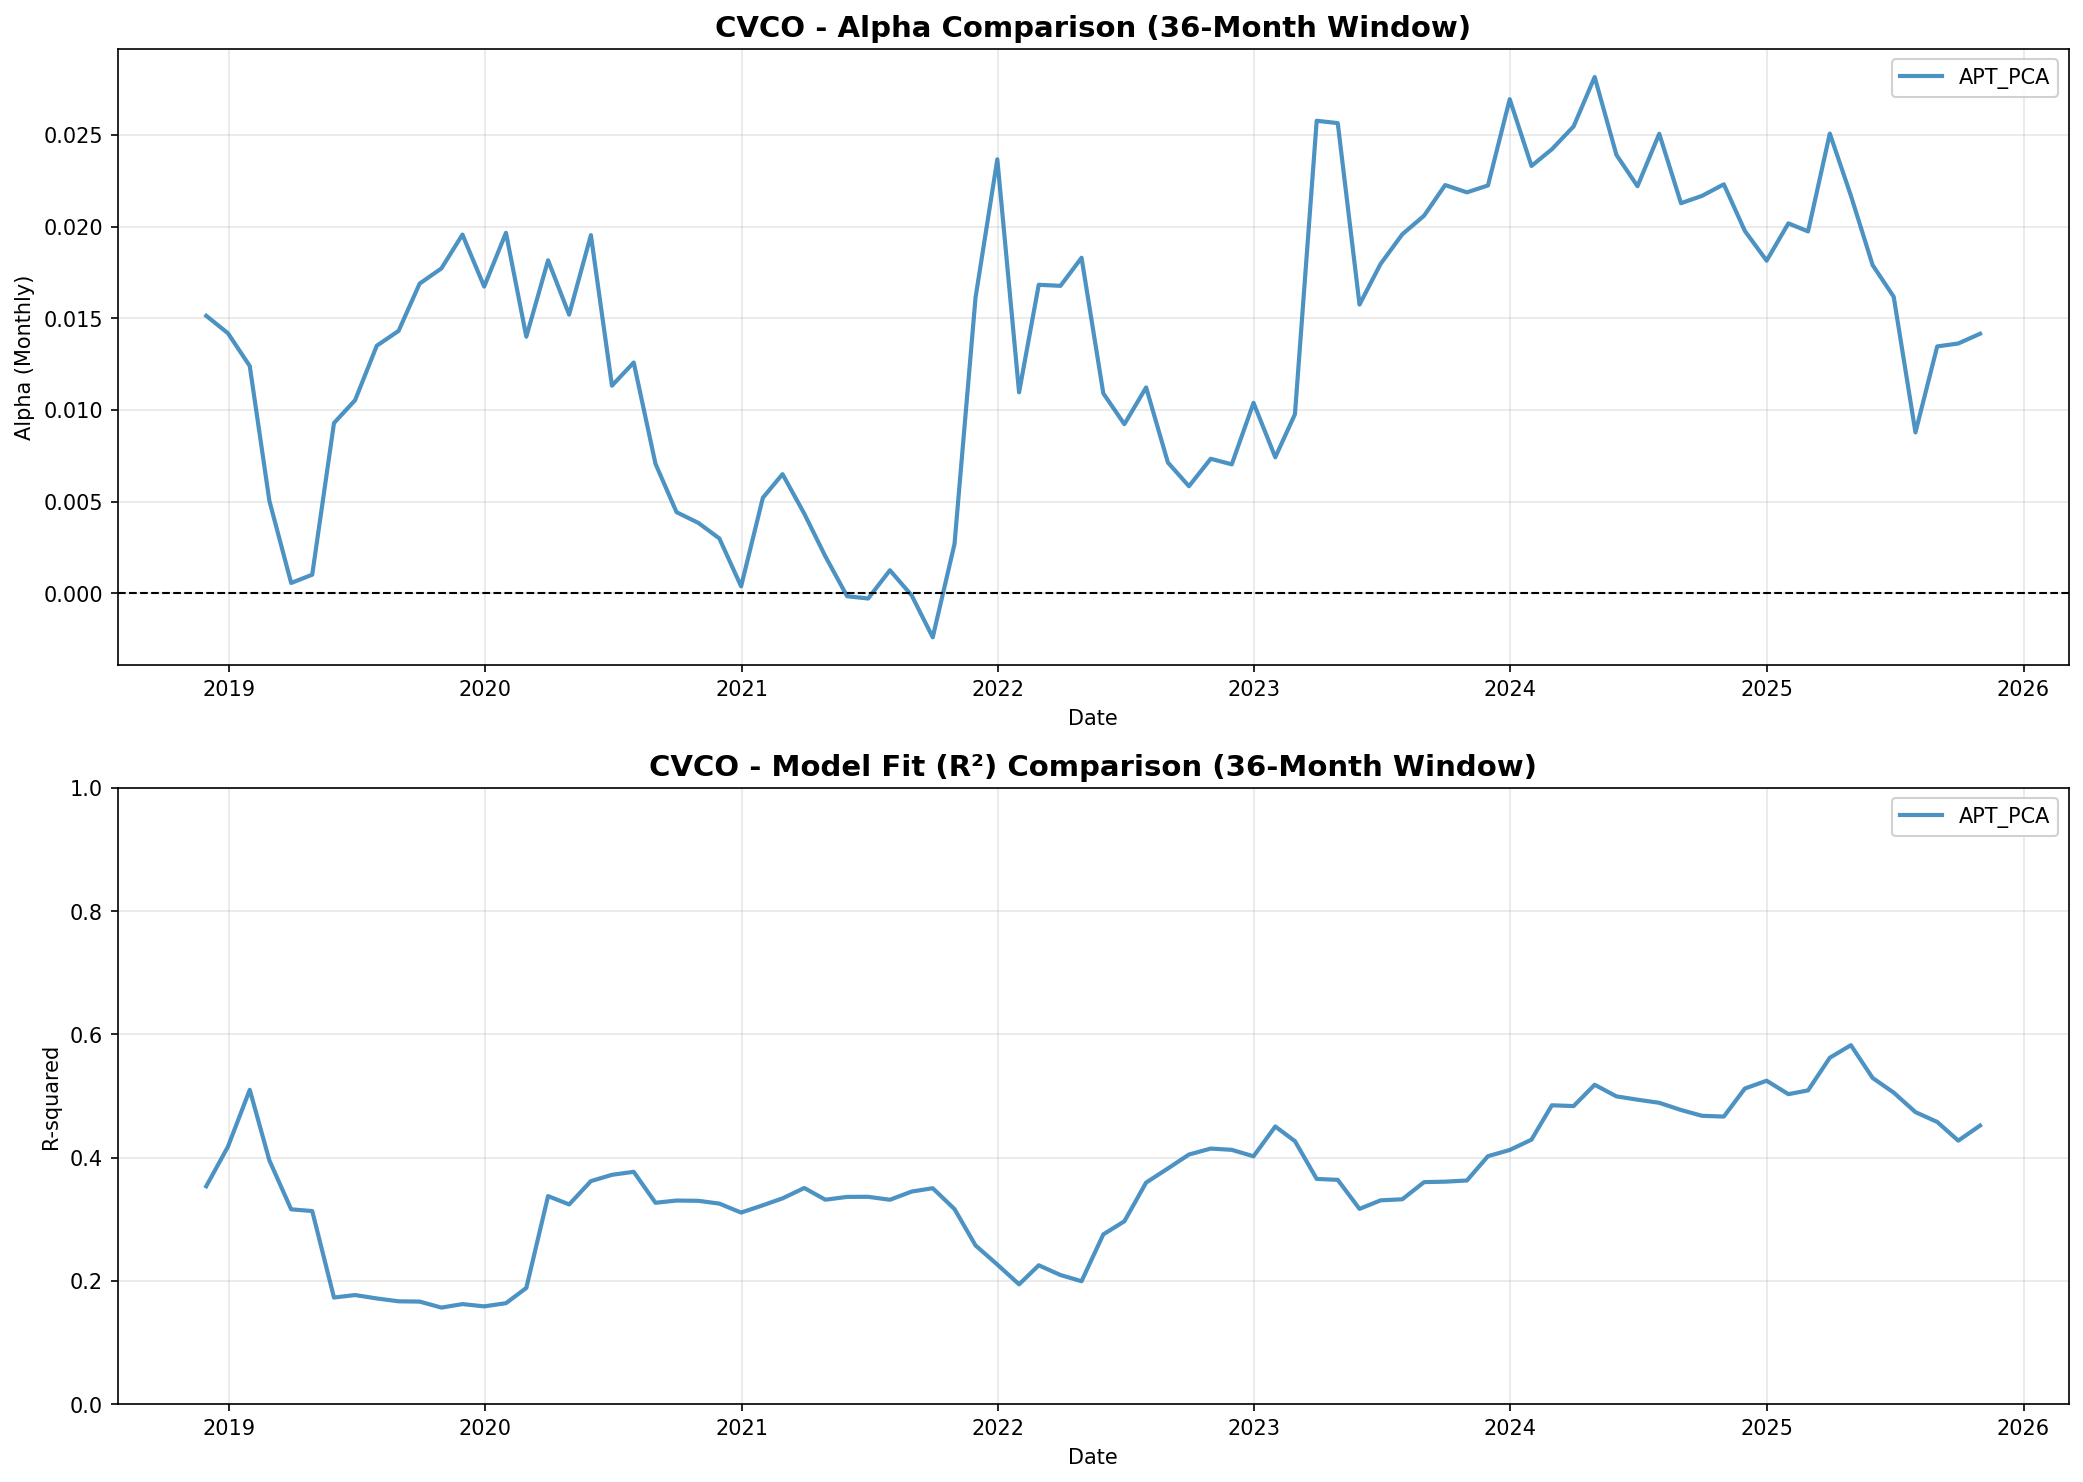 CVCO - Alpha Comparison (36-Month Window)
APT_PCA
Alpha (Monthly)
0.025
0.020
0.015
0.010
0.005
0.000
2019 2020 2021 2022 2023 2024 2025 2026
Date
CVCO - Model Fit (R²) Comparison (36-Month Window)
APT_PCA
R-squared
1.0
0.8
0.6
0.4
0.2
0.0
2019 2020 2021 2022 2023 2024 2025 2026
Date